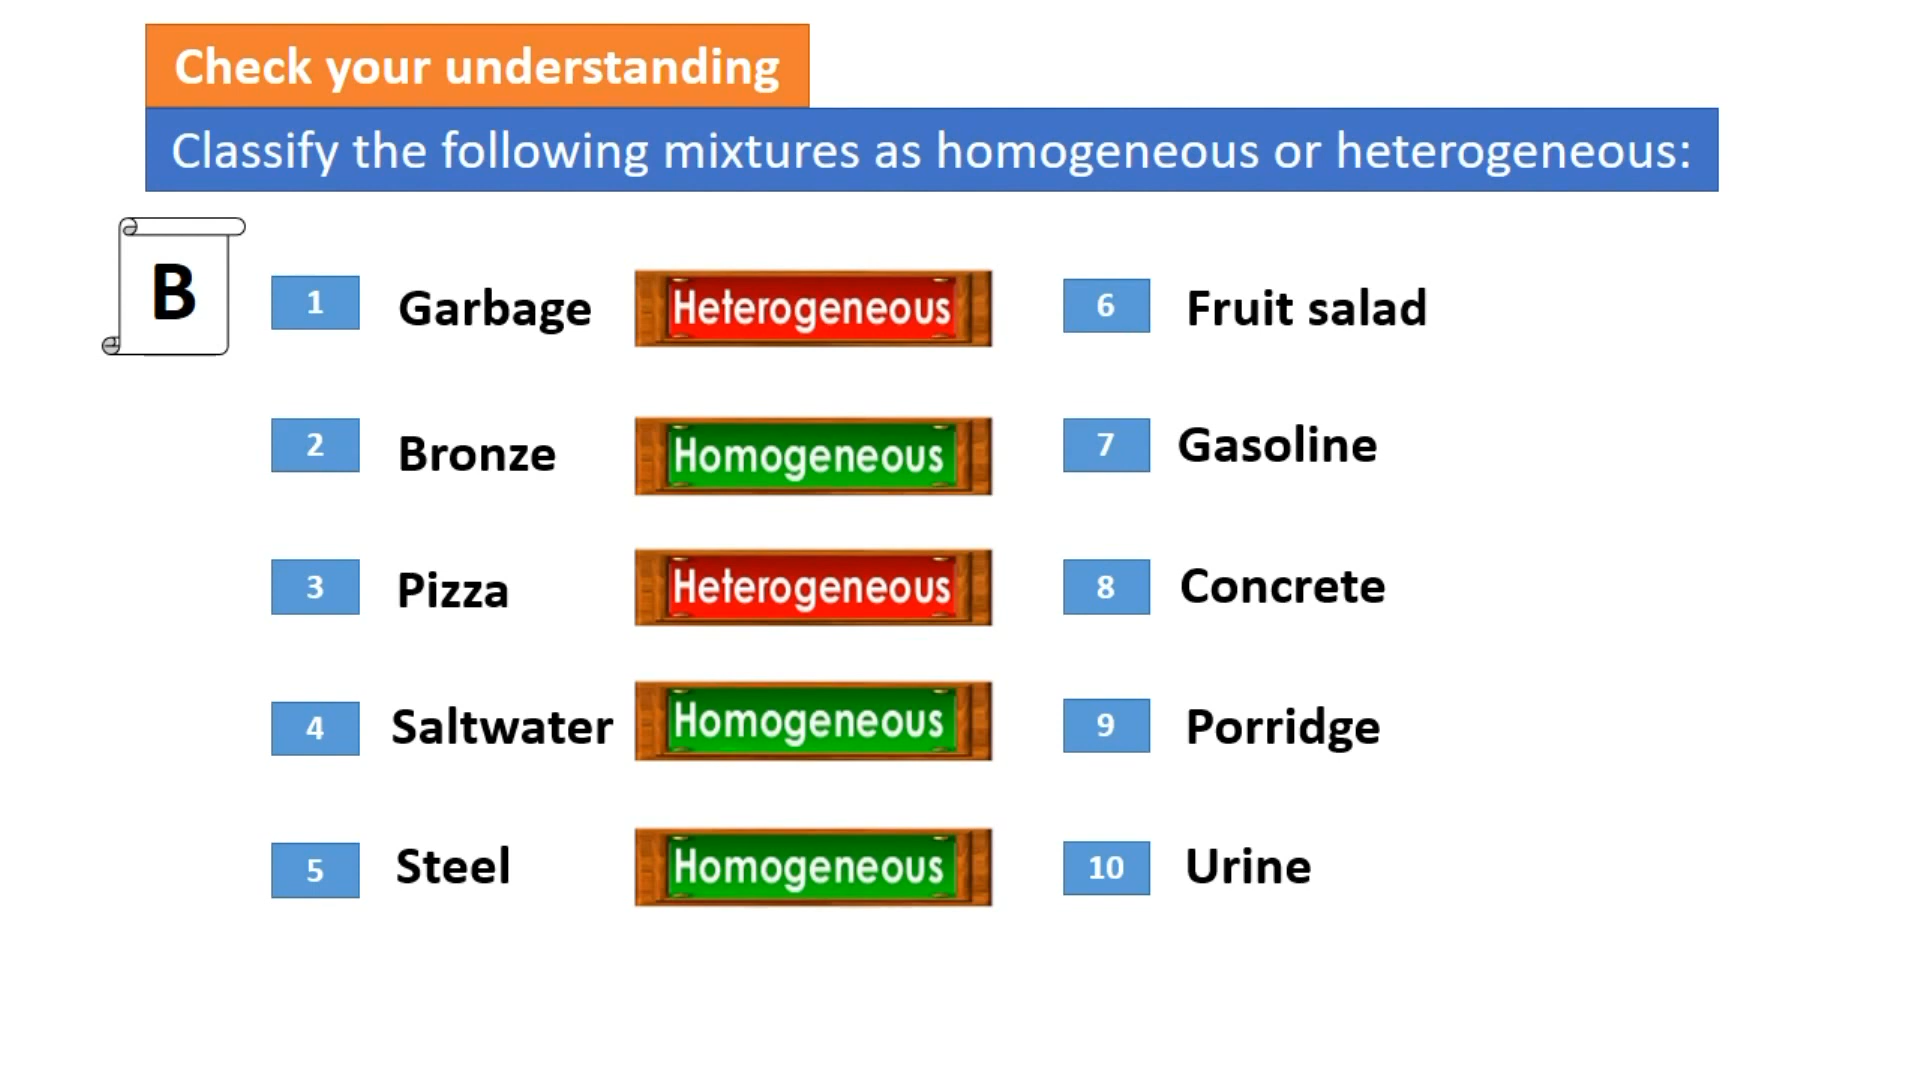 Check your understanding
Classify the following mixtures as homogeneous or heterogeneous:
B
1 Garbage Heterogeneous
2 Bronze Homogeneous
3 Pizza Heterogeneous
4 Saltwater Homogeneous
5 Steel Homogeneous
6 Fruit salad
7 Gasoline
8 Concrete
9 Porridge
10 Urine